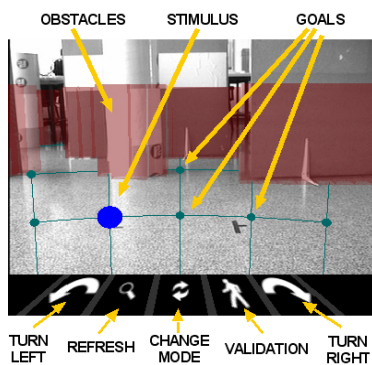 OBSTACLES STIMULUS GOALS
TURN LEFT
REFRESH
CHANGE MODE
VALIDATION
TURN RIGHT